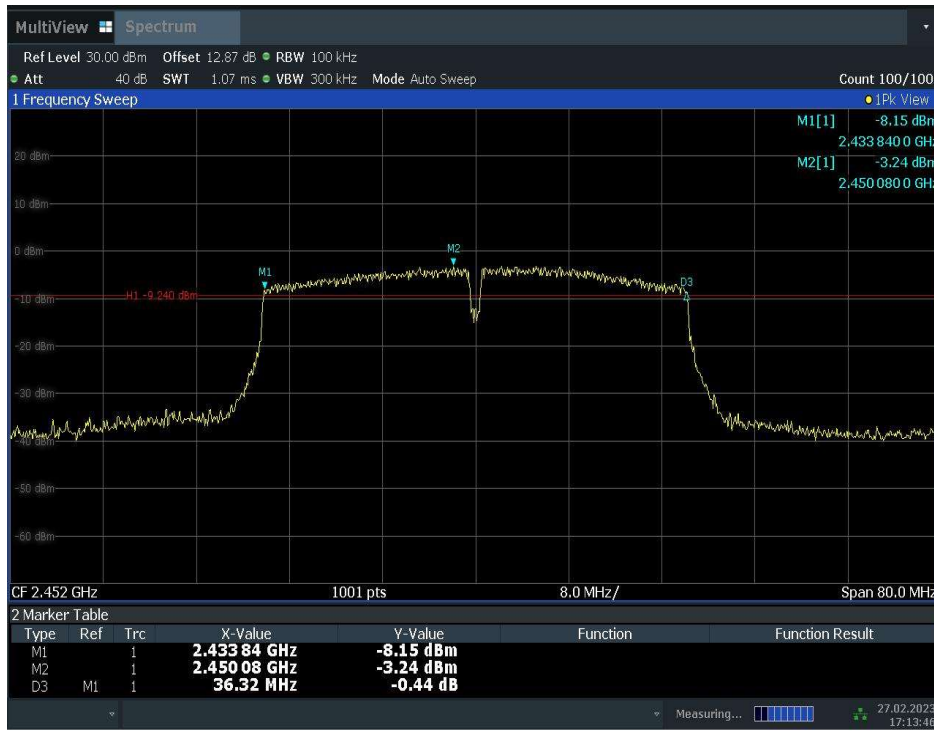 MultiView Spectrum
Ref Level 30.00 dBm Offset 12.87 dB RBW 100 kHz
Att 40 dB SWT 1.07 ms VBW 300 kHz Mode Auto Sweep Count 100/100
1 Frequency Sweep 1Pk View
M1[1] -8.15 dBm
2.433 840 0 GHz
20 dBm
M2[1] -3.24 dBm
2.450 080 0 GHz
10 dBm
0 dBm
M2
M1
D3
H1 -9.240 dBm
-10 dBm
-20 dBm
-30 dBm
-40 dBm
-50 dBm
-60 dBm
CF 2.452 GHz 1001 pts 8.0 MHz/ Span 80.0 MHz
2 Marker Table
Type Ref Trc X-Value Y-Value Function Function Result
M1 1 2.433 84 GHz -8.15 dBm
M2 1 2.450 08 GHz -3.24 dBm
D3 M1 1 36.32 MHz -0.44 dB
Measuring... 27.02.2023
17:13:46